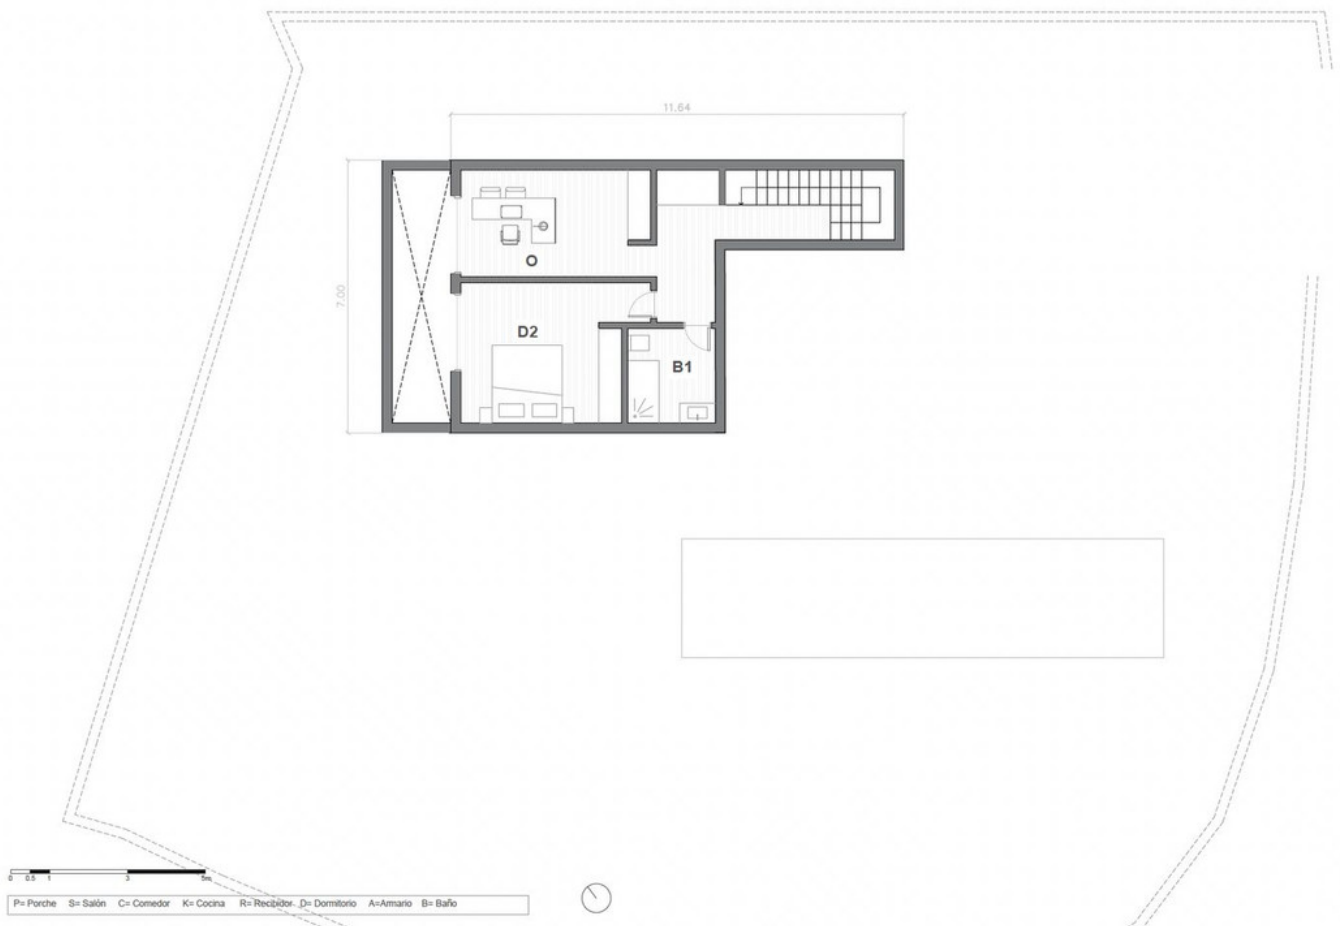 11.64
7.00
O
D2
B1
0 0.5 1 3 5m
P= Porche S= Salón C= Comedor K= Cocina R= Recibidor D= Dormitorio A=Armario B= Baño